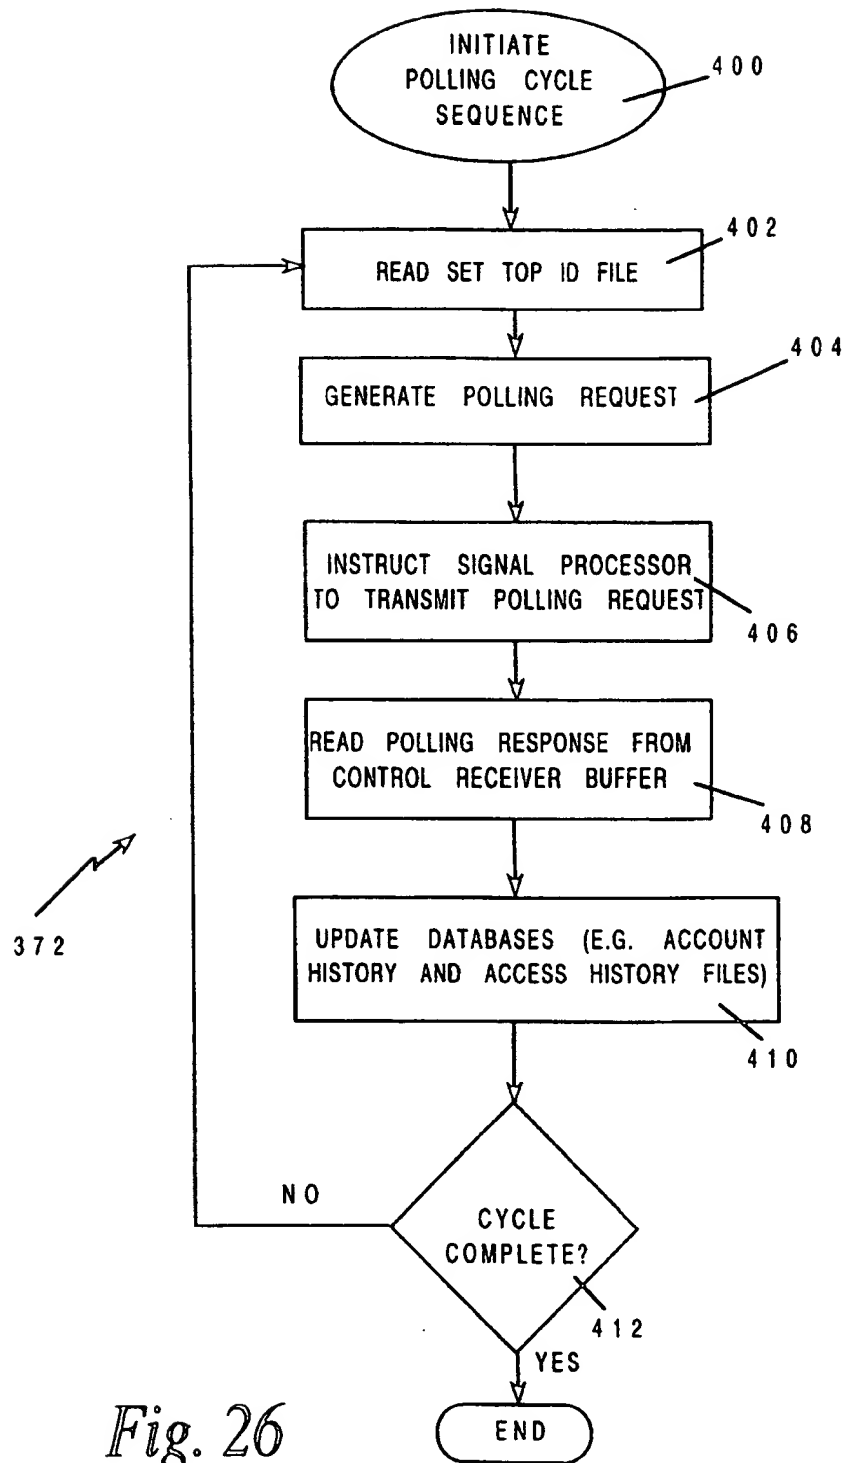 INITIATE
POLLING CYCLE
SEQUENCE
400
402
READ SET TOP ID FILE
404
GENERATE POLLING REQUEST
INSTRUCT SIGNAL PROCESSOR
TO TRANSMIT POLLING REQUEST
406
READ POLLING RESPONSE FROM
CONTROL RECEIVER BUFFER
408
372
UPDATE DATABASES (E.G. ACCOUNT
HISTORY AND ACCESS HISTORY FILES)
410
NO
CYCLE
COMPLETE?
412
YES
END
Fig. 26